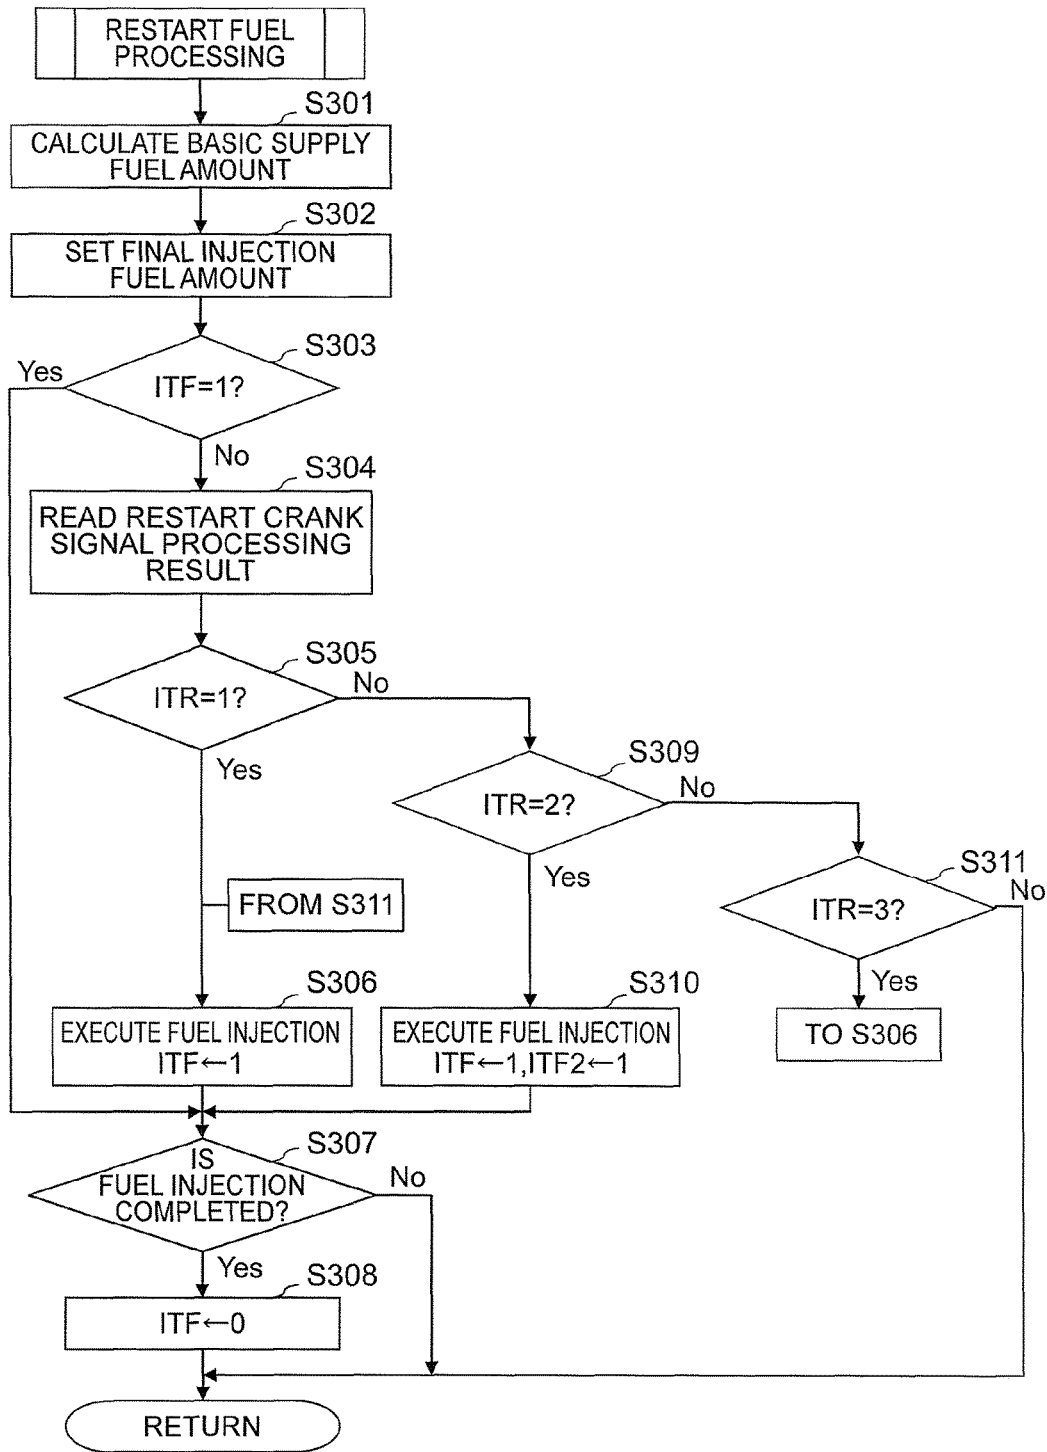 RESTART FUEL
PROCESSING
S301
CALCULATE BASIC SUPPLY
FUEL AMOUNT
S302
SET FINAL INJECTION
FUEL AMOUNT
S303
Yes
ITF=1?
No
S304
READ RESTART CRANK
SIGNAL PROCESSING
RESULT
S305
ITR=1?
No
Yes
S309
ITR=2?
No
Yes
S311
ITR=3?
No
Yes
FROM S311
TO S306
S306
EXECUTE FUEL INJECTION
ITF←1
S310
EXECUTE FUEL INJECTION
ITF←1,ITF2←1
S307
IS
FUEL INJECTION
COMPLETED?
No
Yes
S308
ITF←0
RETURN